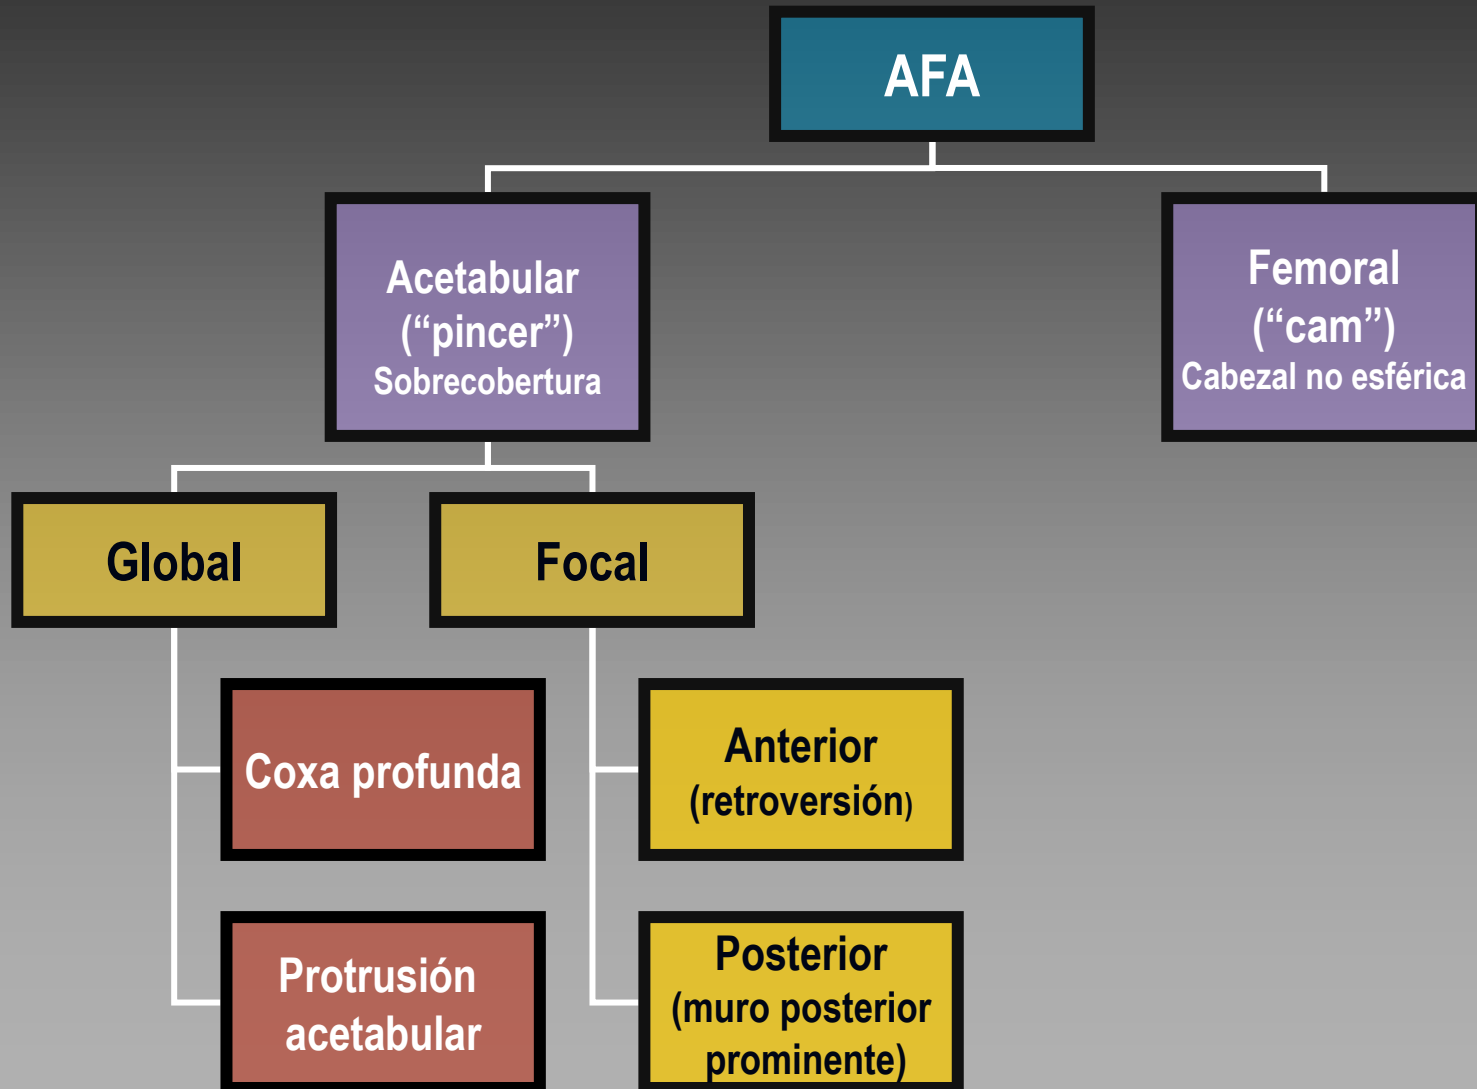 AFA
Acetabular
(“pincer”)
Sobrecobertura
Femoral
(“cam”)
Cabezal no esférica
Global
Focal
Coxa profunda
Anterior
(retroversión)
Protrusión
acetabular
Posterior
(muro posterior
prominente)